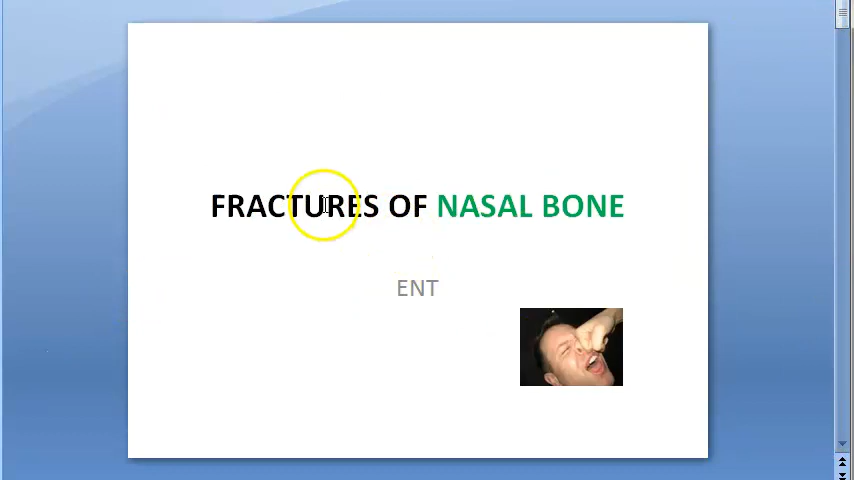 FRACTURES OF NASAL BONE
ENT